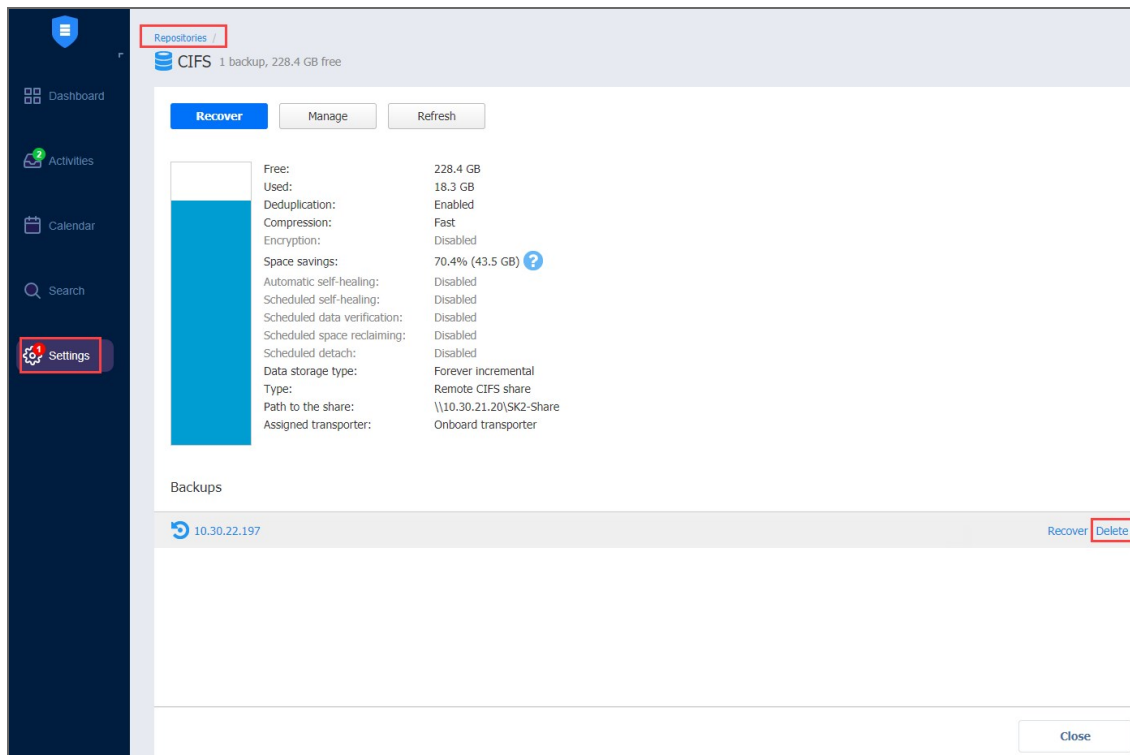 Repositories /
CIFS 1 backup, 228.4 GB free
Dashboard
2
Activities
Calendar
Search
1
Settings
Recover Manage Refresh
Free: 228.4 GB
Used: 18.3 GB
Deduplication: Enabled
Compression: Fast
Encryption: Disabled
Space savings: 70.4% (43.5 GB) ?
Automatic self-healing: Disabled
Scheduled self-healing: Disabled
Scheduled data verification: Disabled
Scheduled space reclaiming: Disabled
Scheduled detach: Disabled
Data storage type: Forever incremental
Type: Remote CIFS share
Path to the share: \\10.30.21.20\SK2-Share
Assigned transporter: Onboard transporter
Backups
10.30.22.197 Recover Delete
Close